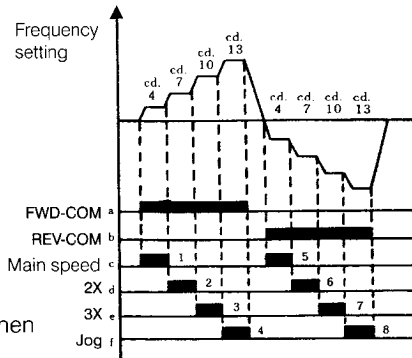 Frequency
setting
cd.
4
cd.
7
cd.
10
cd.
13
cd.
4
cd.
7
cd.
10
cd.
13
FWD-COM a
REV-COM b
Main speed c 1 5
2X d 2 6
3X e 3 7
nen
Jog f 4 8